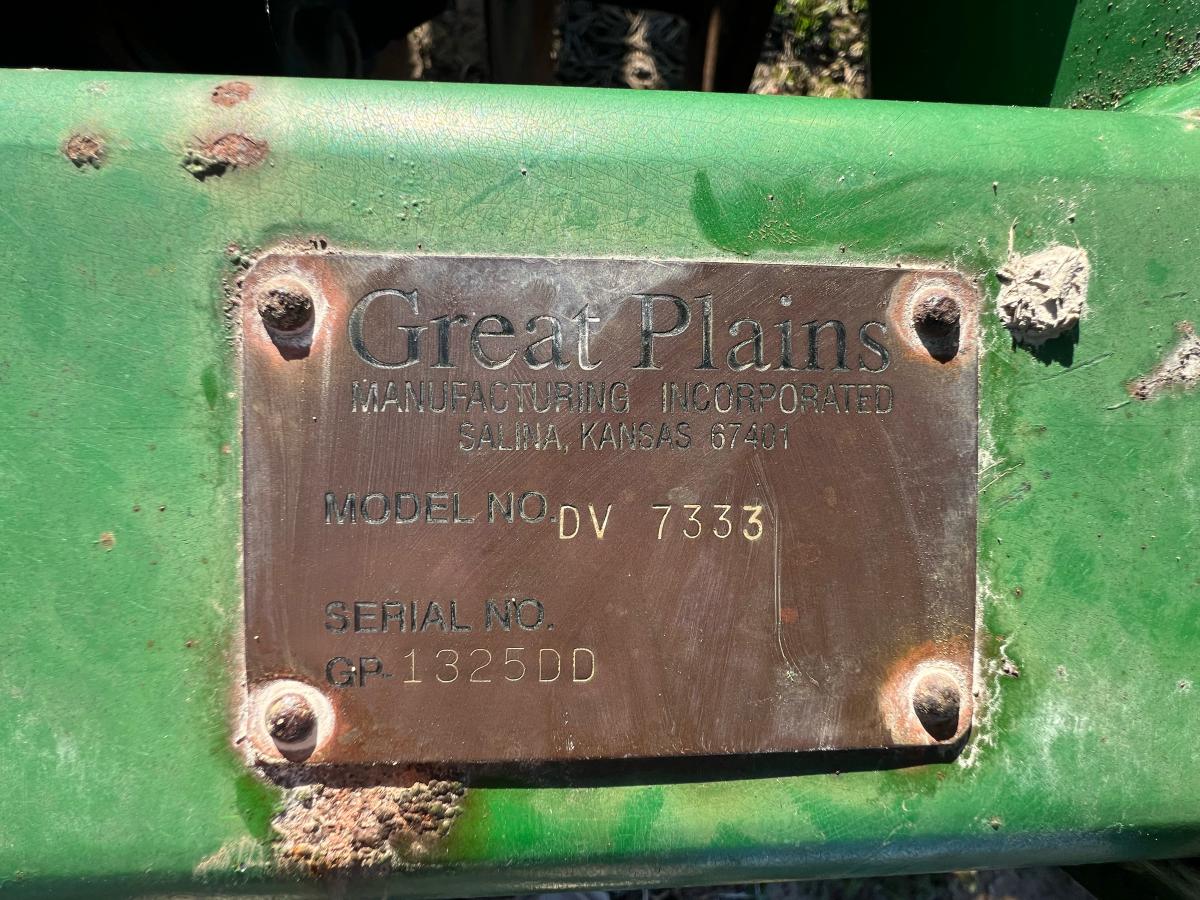 Great Plains
MANUFACTURING INCORPORATED
SALINA, KANSAS 67401
MODEL NO. DV 7333
SERIAL NO.
GP-1325DD